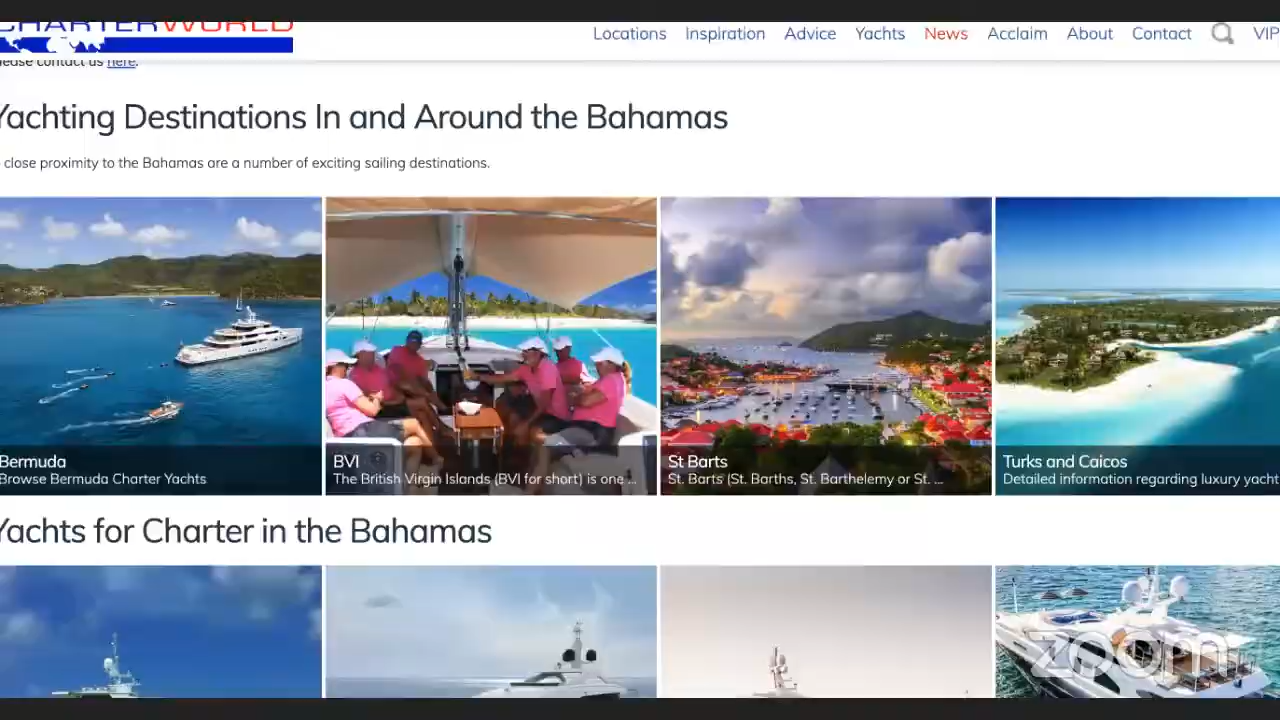 CHARTERWORLD
Locations Inspiration Advice Yachts News Acclaim About Contact VIP
lease contact us here.
Yachting Destinations In and Around the Bahamas
close proximity to the Bahamas are a number of exciting sailing destinations.
Bermuda
Browse Bermuda Charter Yachts
BVI
The British Virgin Islands (BVI for short) is one ...
St Barts
St. Barts (St. Barths, St. Barthelemy or St. ...
Turks and Caicos
Detailed information regarding luxury yacht
Yachts for Charter in the Bahamas
zoom